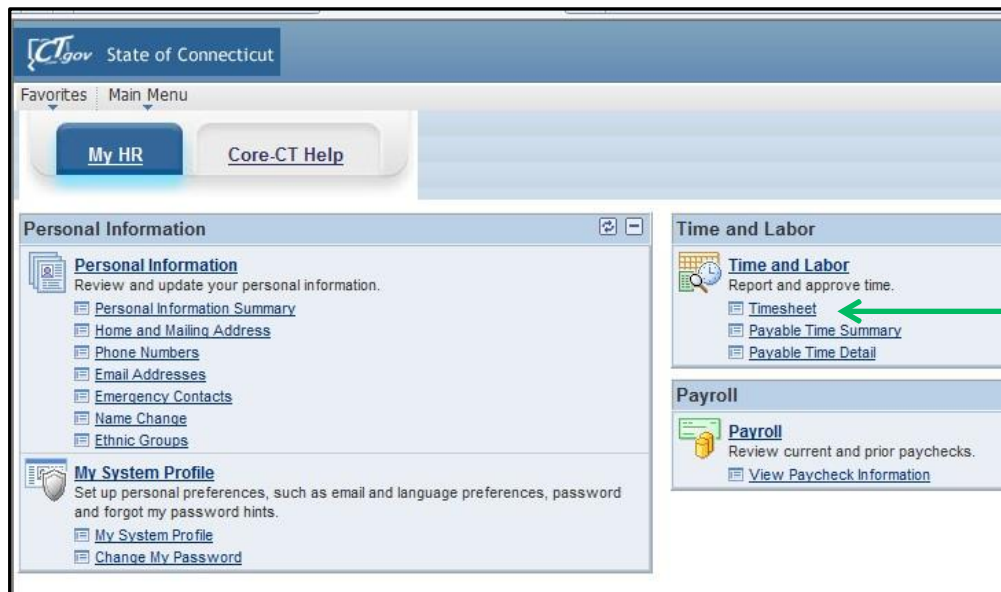 CTgov State of Connecticut
Favorites Main Menu
My HR Core-CT Help
Personal Information
Personal Information
Review and update your personal information.
Personal Information Summary
Home and Mailing Address
Phone Numbers
Email Addresses
Emergency Contacts
Name Change
Ethnic Groups
My System Profile
Set up personal preferences, such as email and language preferences, password
and forgot my password hints.
My System Profile
Change My Password
Time and Labor
Time and Labor
Report and approve time.
Timesheet
Payable Time Summary
Payable Time Detail
Payroll
Payroll
Review current and prior paychecks.
View Paycheck Information